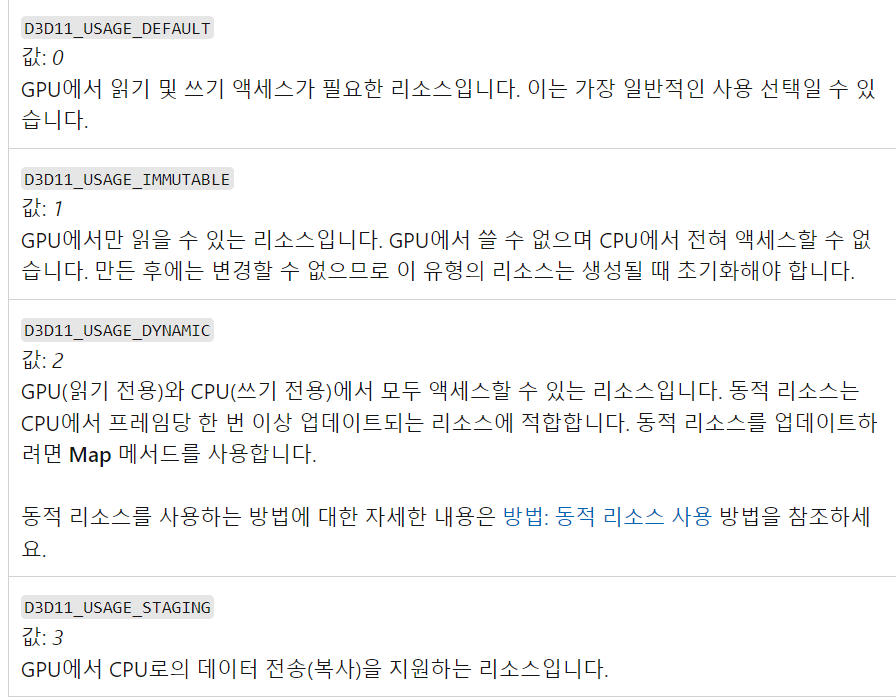 D3D11_USAGE_DEFAULT
값: 0
GPU에서 읽기 및 쓰기 액세스가 필요한 리소스입니다. 이는 가장 일반적인 사용 선택일 수 있
습니다.
D3D11_USAGE_IMMUTABLE
값: 1
GPU에서만 읽을 수 있는 리소스입니다. GPU에서 쓸 수 없으며 CPU에서 전혀 액세스할 수 없
습니다. 만든 후에는 변경할 수 없으므로 이 유형의 리소스는 생성될 때 초기화해야 합니다.
D3D11_USAGE_DYNAMIC
값: 2
GPU(읽기 전용)와 CPU(쓰기 전용)에서 모두 액세스할 수 있는 리소스입니다. 동적 리소스는
CPU에서 프레임당 한 번 이상 업데이트되는 리소스에 적합합니다. 동적 리소스를 업데이트하
려면 Map 메서드를 사용합니다.
동적 리소스를 사용하는 방법에 대한 자세한 내용은 방법: 동적 리소스 사용 방법을 참조하세
요.
D3D11_USAGE_STAGING
값: 3
GPU에서 CPU로의 데이터 전송(복사)을 지원하는 리소스입니다.